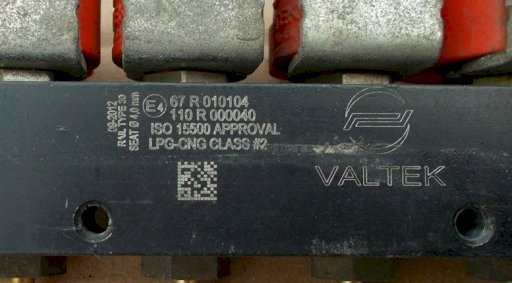 09-2012
RAIL TYPE 30
SEAT Ø 4,0 mm
E4
67 R 010104
110 R 000040
ISO 15500 APPROVAL
LPG-CNG CLASS #2
VALTEK